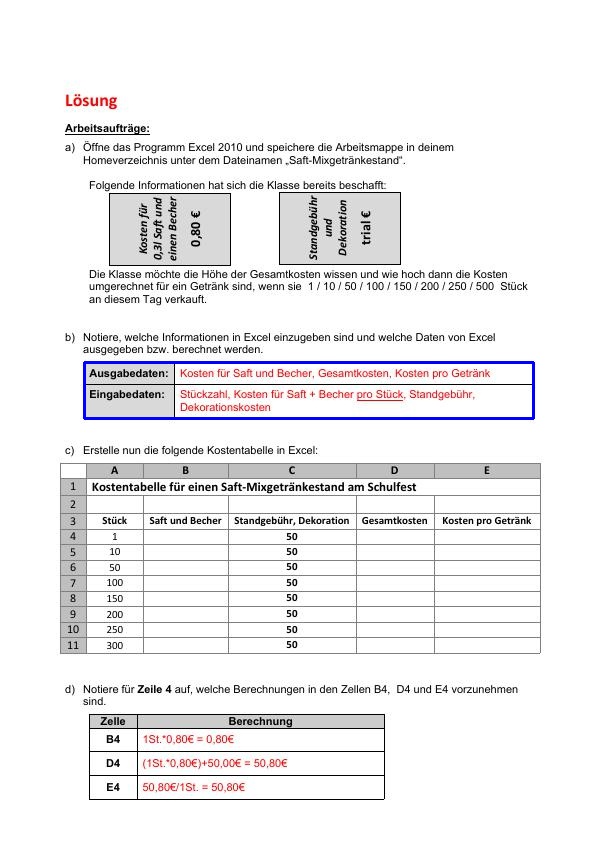 Lösung
Arbeitsaufträge:
a) Öffne das Programm Excel 2010 und speichere die Arbeitsmappe in deinem
Homeverzeichnis unter dem Dateinamen „Saft-Mixgetränkestand“.
Folgende Informationen hat sich die Klasse bereits beschafft:
Kosten für
0,3l Saft und
einen Becher
0,80 €
Standgebühr
und
Dekoration
trial €
Die Klasse möchte die Höhe der Gesamtkosten wissen und wie hoch dann die Kosten
umgerechnet für ein Getränk sind, wenn sie 1 / 10 / 50 / 100 / 150 / 200 / 250 / 500 Stück
an diesem Tag verkauft.
b) Notiere, welche Informationen in Excel einzugeben sind und welche Daten von Excel
ausgegeben bzw. berechnet werden.
Ausgabedaten: Kosten für Saft und Becher, Gesamtkosten, Kosten pro Getränk
Eingabedaten: Stückzahl, Kosten für Saft + Becher pro Stück, Standgebühr,
Dekorationskosten
c) Erstelle nun die folgende Kostentabelle in Excel:
A B C D E
1 Kostentabelle für einen Saft-Mixgetränkestand am Schulfest
2
3 Stück Saft und Becher Standgebühr, Dekoration Gesamtkosten Kosten pro Getränk
4 1 50
5 10 50
6 50 50
7 100 50
8 150 50
9 200 50
10 250 50
11 300 50
d) Notiere für Zeile 4 auf, welche Berechnungen in den Zellen B4, D4 und E4 vorzunehmen
sind.
Zelle Berechnung
B4 1St.*0,80€ = 0,80€
D4 (1St.*0,80€)+50,00€ = 50,80€
E4 50,80€/1St. = 50,80€